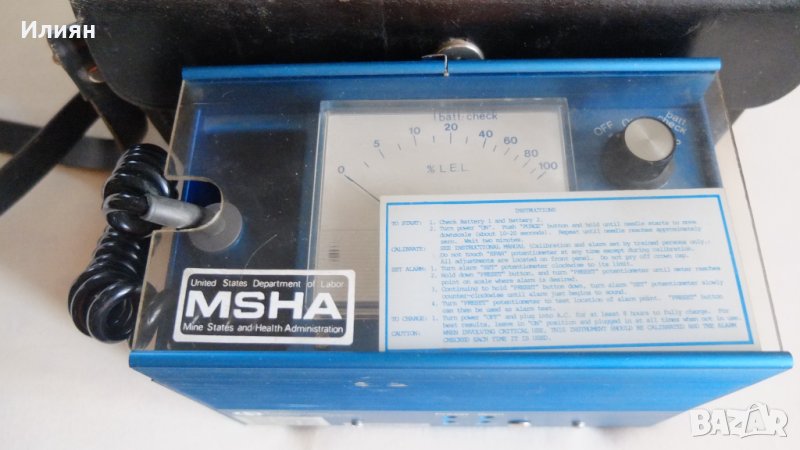 Илиян
batt check
0 5 10 20 40 60 80 100
% L.E.L.
OFF
batt
check
INSTRUCTIONS
TO START: 1. Check Battery 1 and Battery 2.
2. Turn power "ON". Push "PURGE" button and hold until needle starts to move
downscale (about 10-20 seconds). Repeat until needle reaches approximately
zero. Wait two minutes.
CALIBRATE: SEE INSTRUCTIONAL MANUAL (Calibration and alarm set by trained persons only.)
Do not touch "SPAN" potentiometer at any time except during calibration.
All adjustments are located on front panel. Do not pry off crown cap.
SET ALARM: 1. Turn alarm "SET" potentiometer clockwise to its limit.
2. Hold down "PRESET" button, and turn "PRESET" potentiometer until meter reaches
point on scale where alarm is desired.
3. Continuing to hold "PRESET" button down, turn alarm "SET" potentiometer slowly
counter-clockwise until alarm just begins to sound.
4. Turn "PRESET" potentiometer to test location of alarm point. "PRESET" button
can then be used as alarm test.
TO CHARGE: 1. Turn power "OFF" and plug into A.C. for at least 8 hours to fully charge. For
best results, leave in "ON" position and plugged in at all times when not in use.
CAUTION: WHEN INVOLVING CRITICAL USE THIS INSTRUMENT SHOULD BE CALIBRATED AND THE ALARM
CHECKED EACH TIME IT IS USED.
United States Department of Labor
MSHA
Mine States and Health Administration
BAZAR